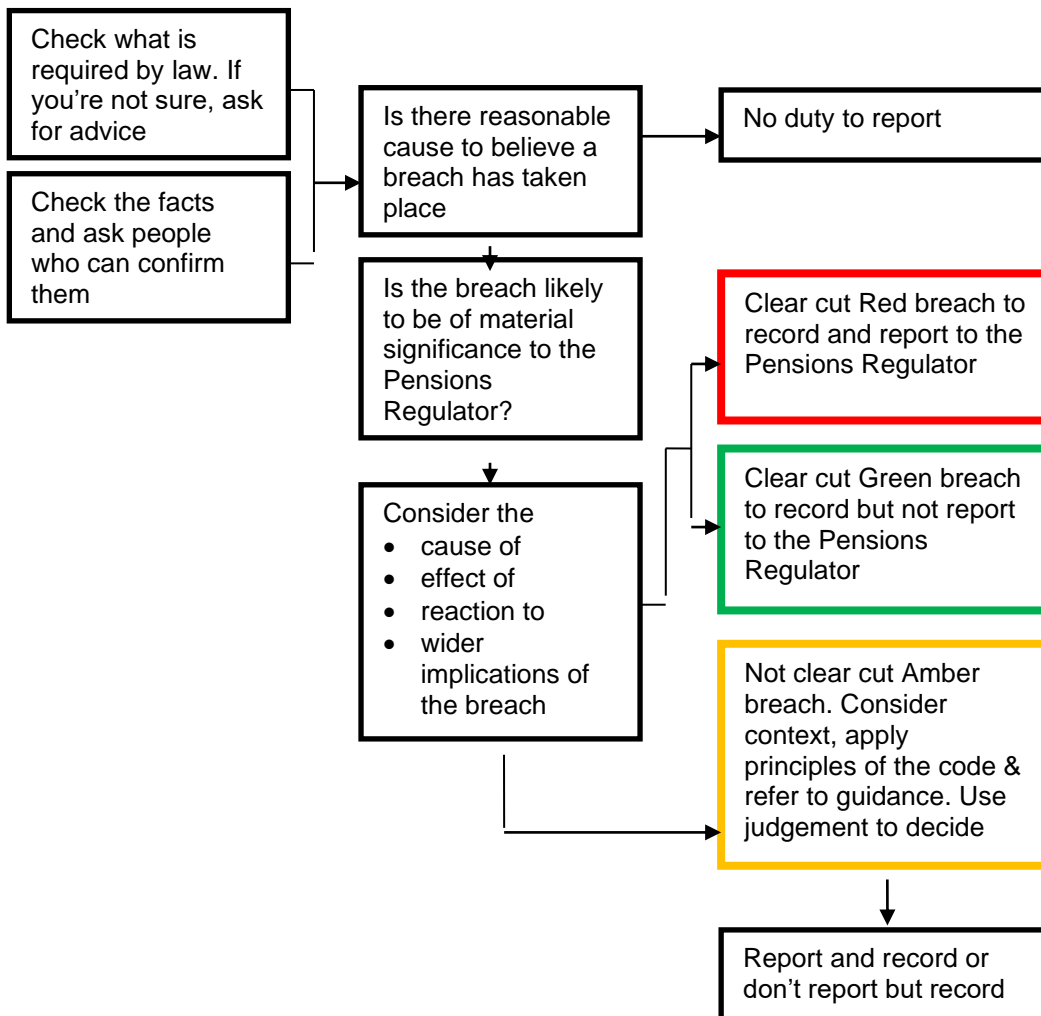 Check what is
required by law. If
you're not sure, ask
for advice
Check the facts
and ask people
who can confirm
them
Is there reasonable
cause to believe a
breach has taken
place
No duty to report
Is the breach likely
to be of material
significance to the
Pensions
Regulator?
Consider the
• cause of
• effect of
• reaction to
• wider
implications of
the breach
Clear cut Red breach to
record and report to the
Pensions Regulator
Clear cut Green breach
to record but not report
to the Pensions
Regulator
Not clear cut Amber
breach. Consider
context, apply
principles of the code &
refer to guidance. Use
judgement to decide
Report and record or
don’t report but record